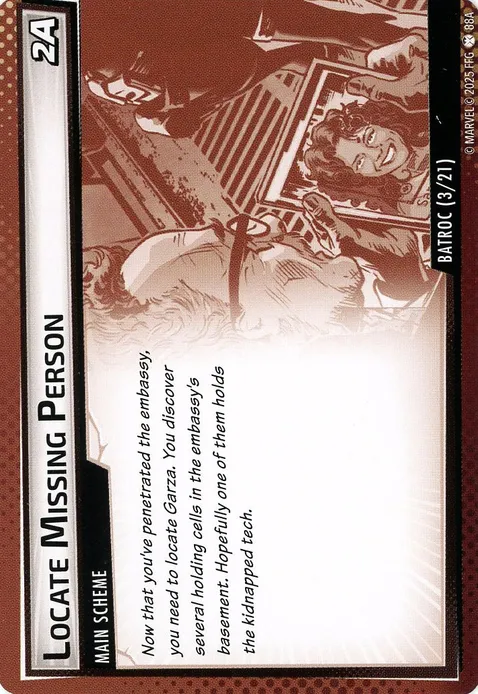 LOCATE MISSING PERSON
2A
MAIN SCHEME
Now that you've penetrated the embassy,
you need to locate Garza. You discover
several holding cells in the embassy's
basement. Hopefully one of them holds
the kidnapped tech.
BATROC (3/21)
© MARVEL © 2025 FFG 88A